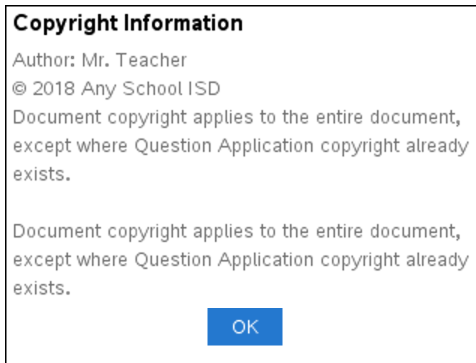 Copyright Information
Author: Mr. Teacher
© 2018 Any School ISD
Document copyright applies to the entire document,
except where Question Application copyright already
exists.
Document copyright applies to the entire document,
except where Question Application copyright already
exists.
OK